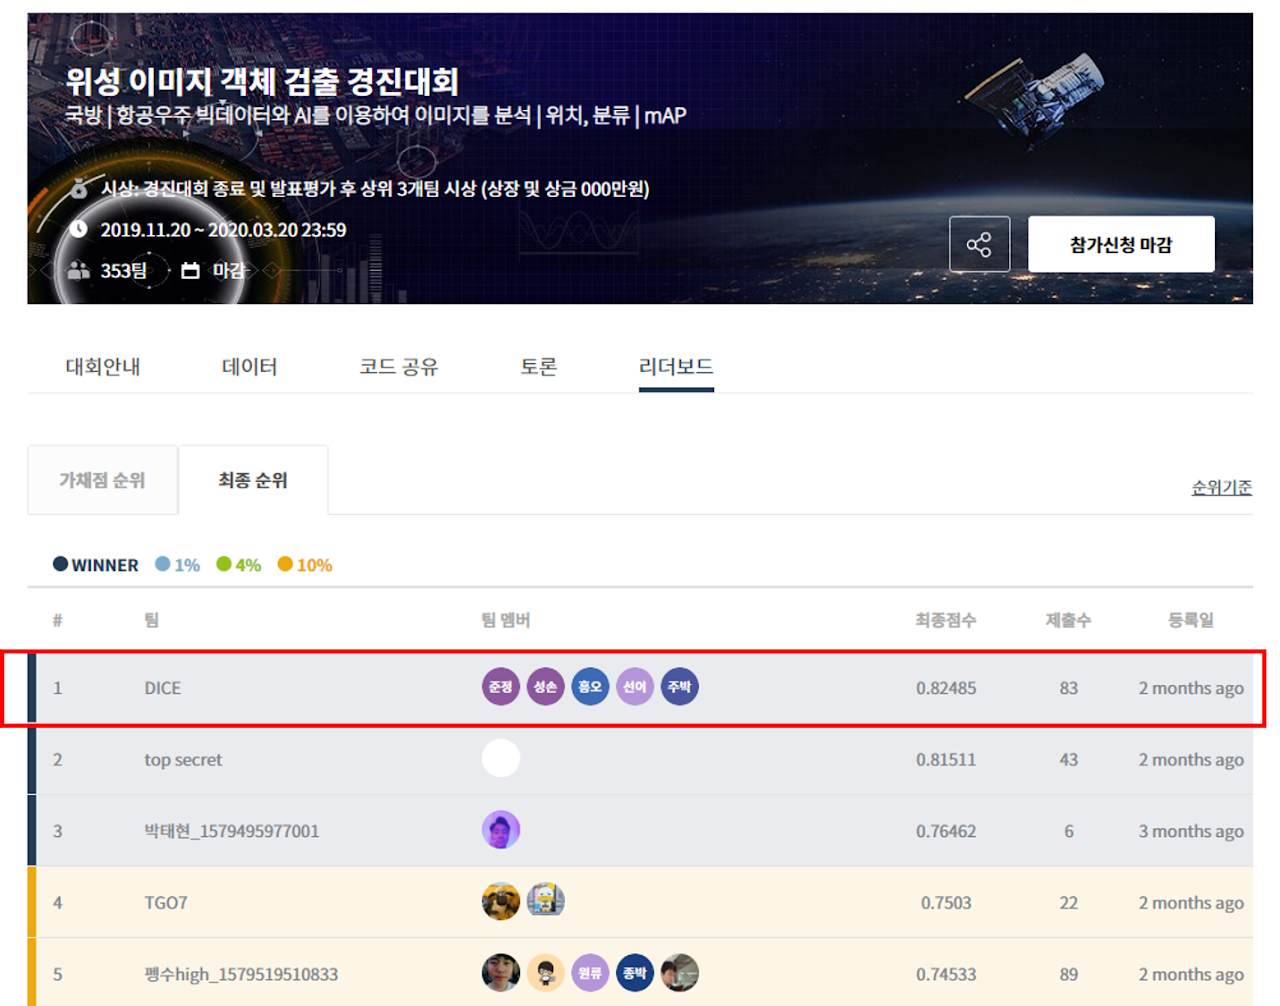 위성 이미지 객체 검출 경진대회
국방 | 항공우주 빅데이터와 AI를 이용하여 이미지를 분석 | 위치, 분류 | mAP
시상: 경진대회 종료 및 발표평가 후 상위 3개팀 시상 (상장 및 상금 000만원)
2019.11.20 ~ 2020.03.20 23:59
353팀 마감
참가신청 마감
대회안내 데이터 코드 공유 토론 리더보드
가채점 순위 최종 순위
순위기준
WINNER 1% 4% 10%
# 팀 팀 멤버 최종점수 제출수 등록일
1 DICE 준정 성손 흠오 선이 주박 0.82485 83 2 months ago
2 top secret 0.81511 43 2 months ago
3 박태현_1579495977001 0.76462 6 3 months ago
4 TGO7 0.7503 22 2 months ago
5 펭수high_1579519510833 원류 종박 0.74533 89 2 months ago